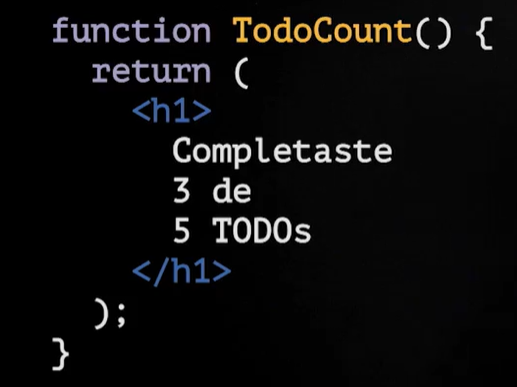 function TodoCount() {
  return (
    <h1>
      Completaste
      3 de
      5 TODOs
    </h1>
  );
}